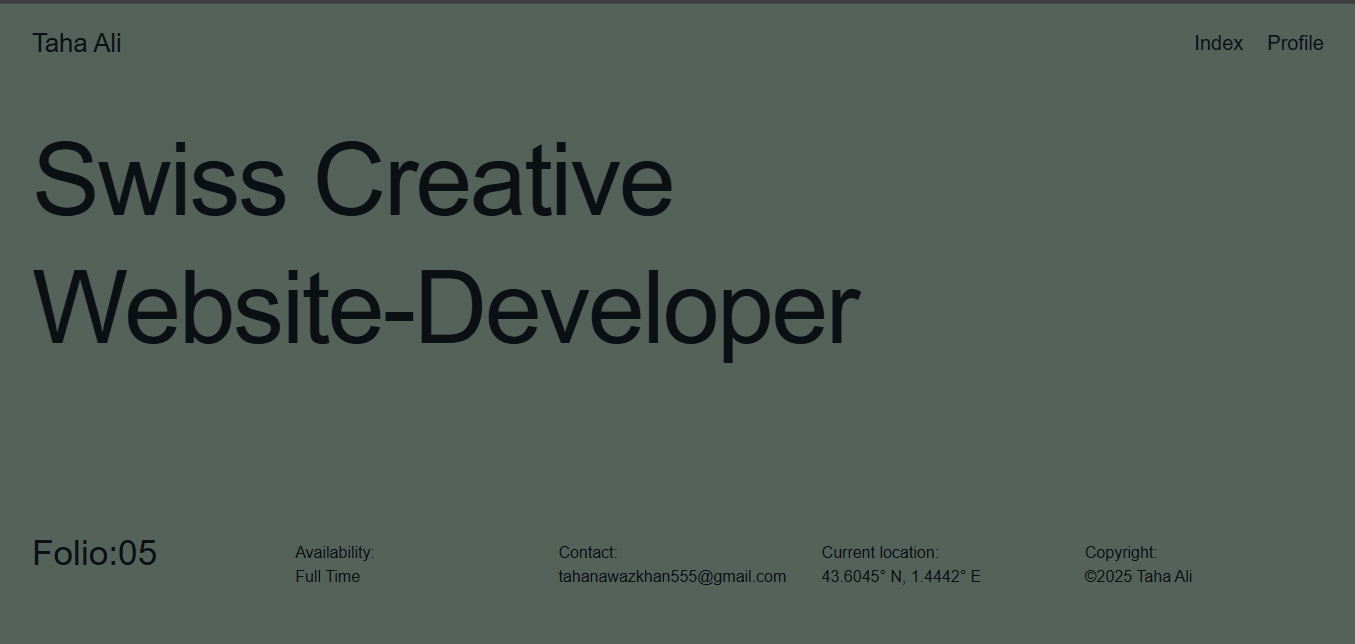 Taha Ali
Index Profile
Swiss Creative
Website-Developer
Folio:05
Availability:
Full Time
Contact:
tahanawazkhan555@gmail.com
Current location:
43.6045° N, 1.4442° E
Copyright:
©2025 Taha Ali